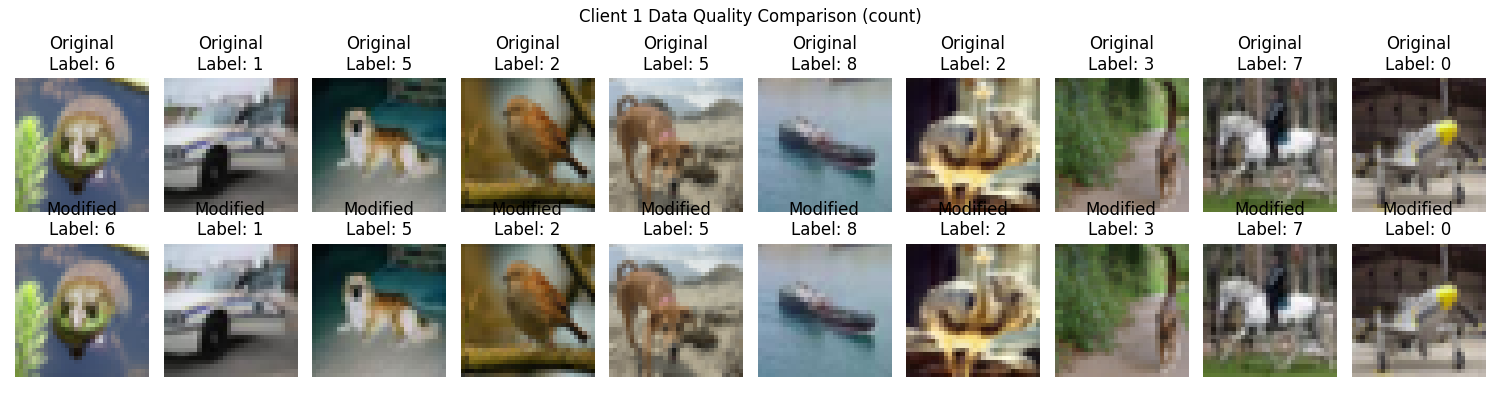 Client 1 Data Quality Comparison (count)
Original Original Original Original Original Original Original Original Original Original
Label: 6 Label: 1 Label: 5 Label: 2 Label: 5 Label: 8 Label: 2 Label: 3 Label: 7 Label: 0
Modified Modified Modified Modified Modified Modified Modified Modified Modified Modified
Label: 6 Label: 1 Label: 5 Label: 2 Label: 5 Label: 8 Label: 2 Label: 3 Label: 7 Label: 0